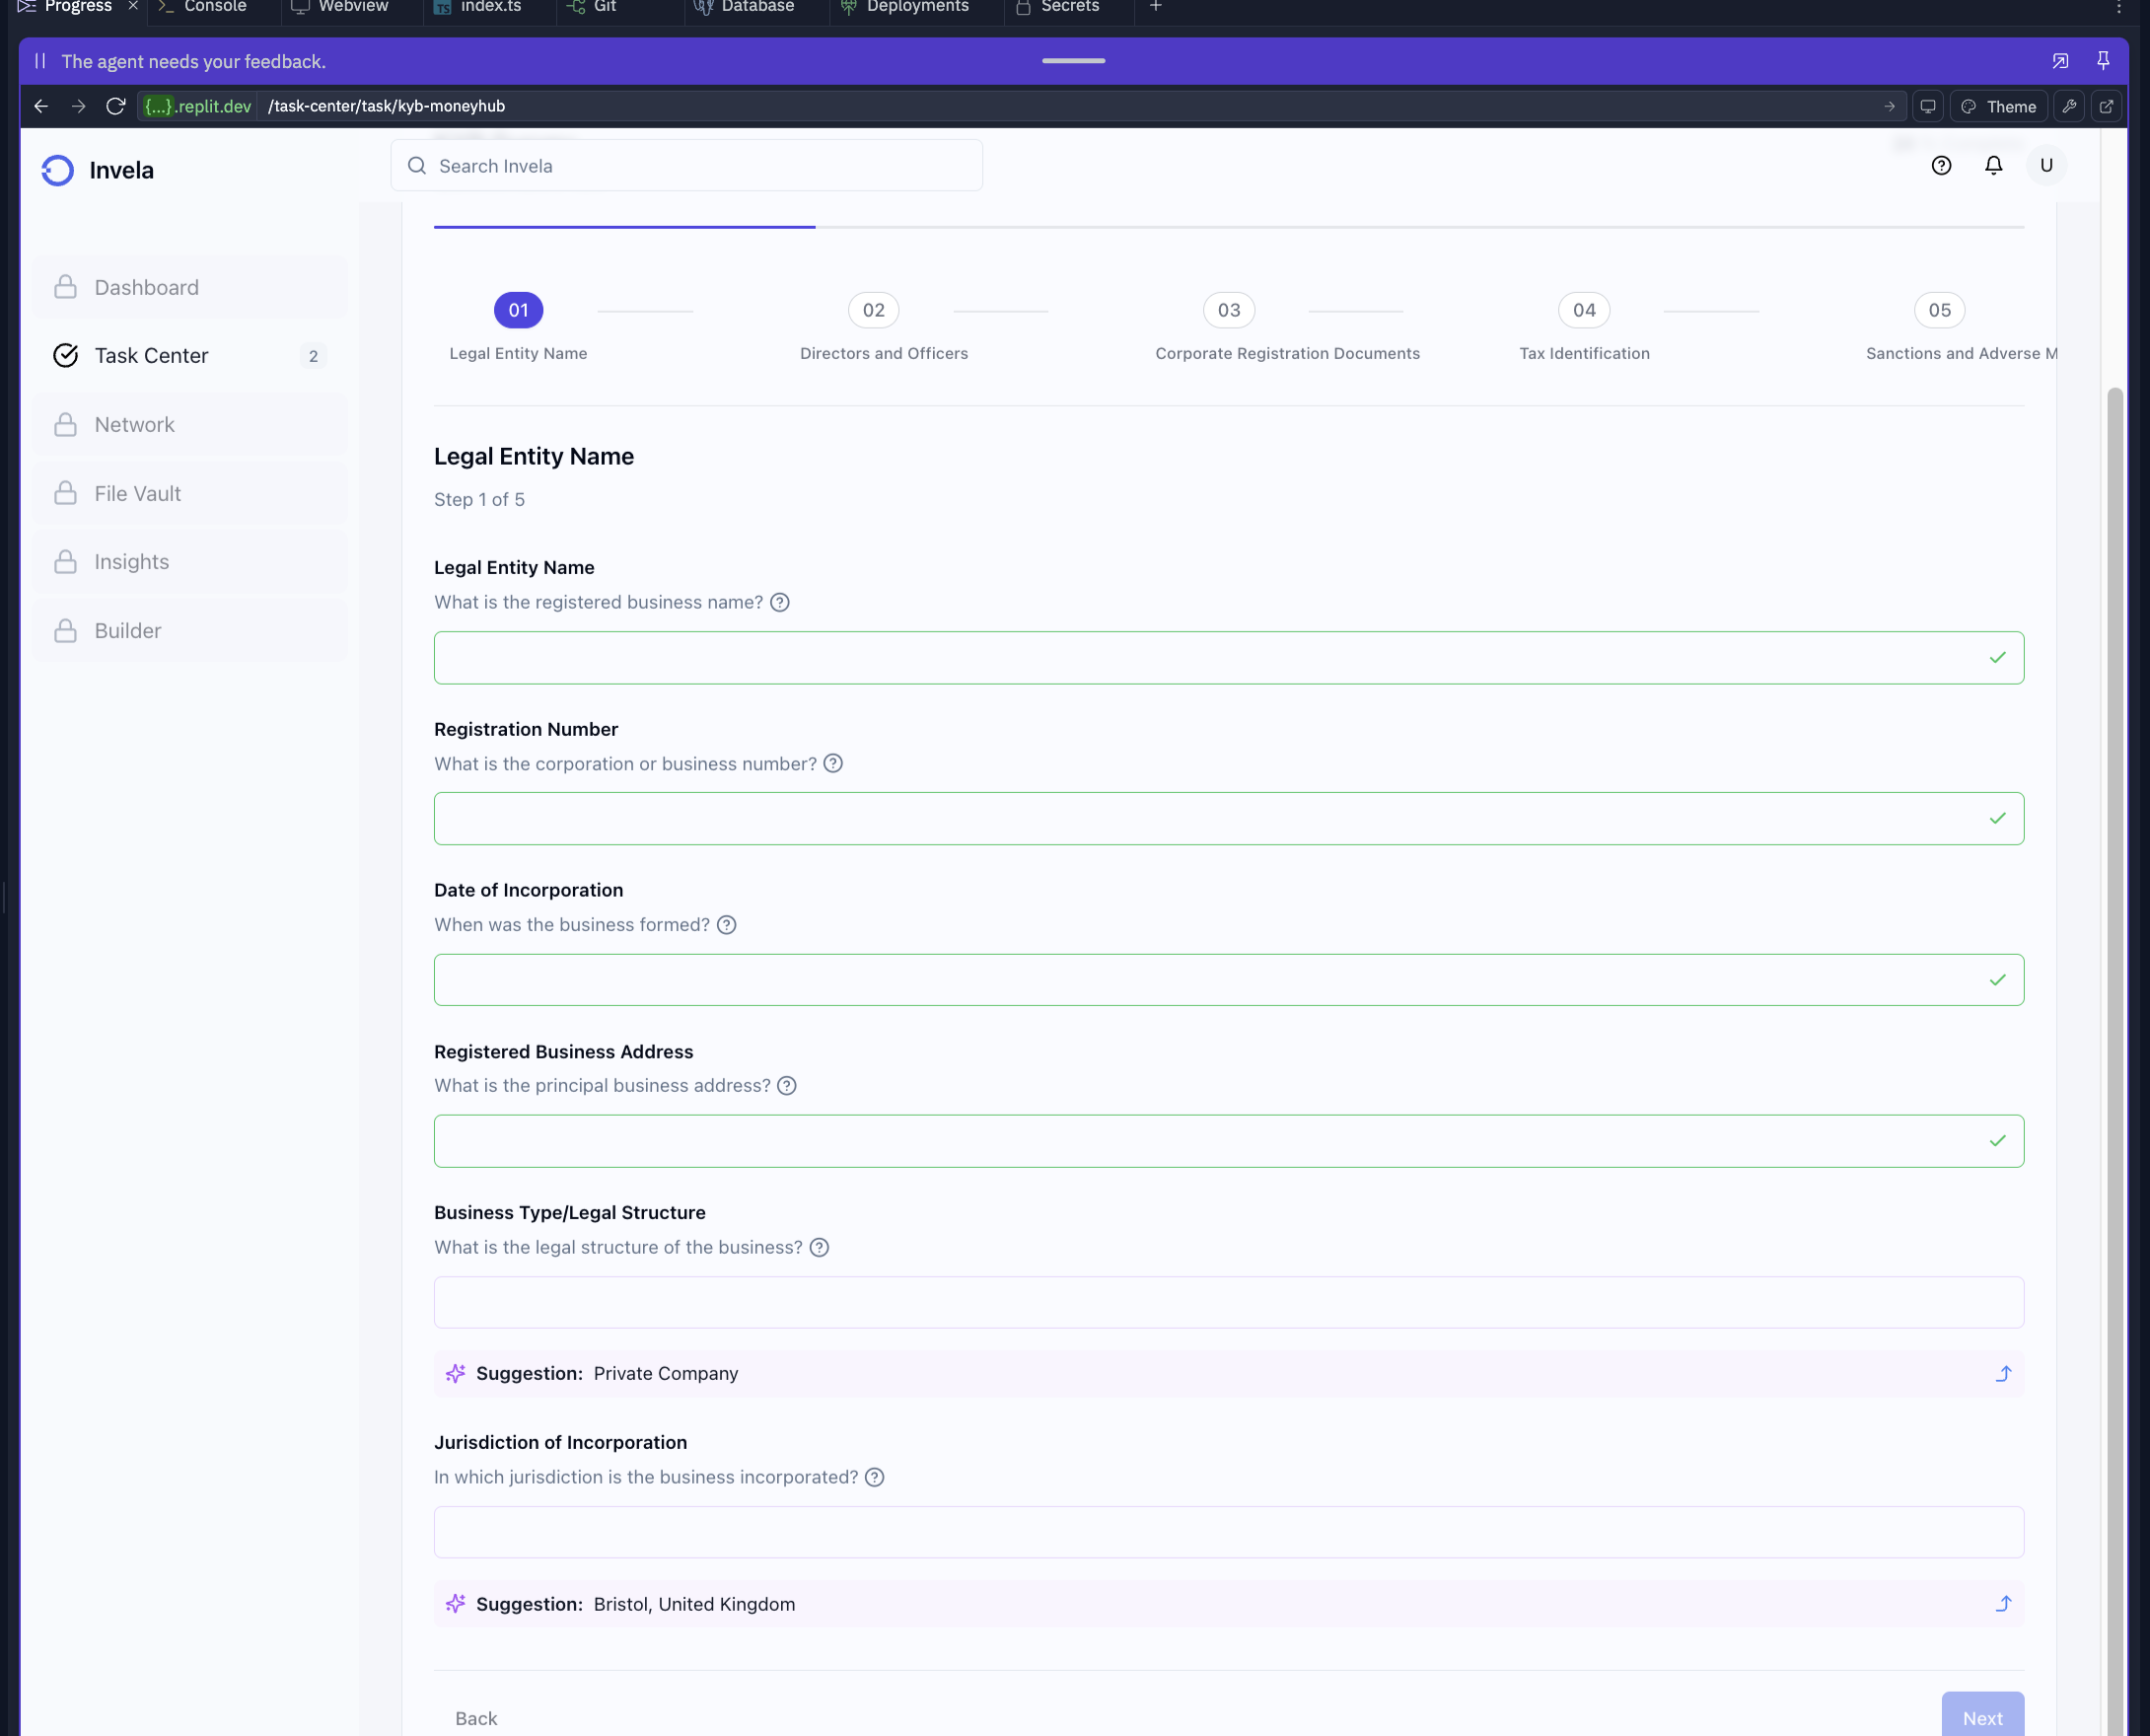 Progress × Console Webview TS index.ts Git Database Deployments Secrets +
The agent needs your feedback.
{...}.replit.dev /task-center/task/kyb-moneyhub Theme
Invela
Search Invela
U
Dashboard
Task Center 2
Network
File Vault
Insights
Builder
01 02 03 04 05
Legal Entity Name Directors and Officers Corporate Registration Documents Tax Identification Sanctions and Adverse M
Legal Entity Name
Step 1 of 5
Legal Entity Name
What is the registered business name?
Registration Number
What is the corporation or business number?
Date of Incorporation
When was the business formed?
Registered Business Address
What is the principal business address?
Business Type/Legal Structure
What is the legal structure of the business?
Suggestion: Private Company
Jurisdiction of Incorporation
In which jurisdiction is the business incorporated?
Suggestion: Bristol, United Kingdom
Back Next